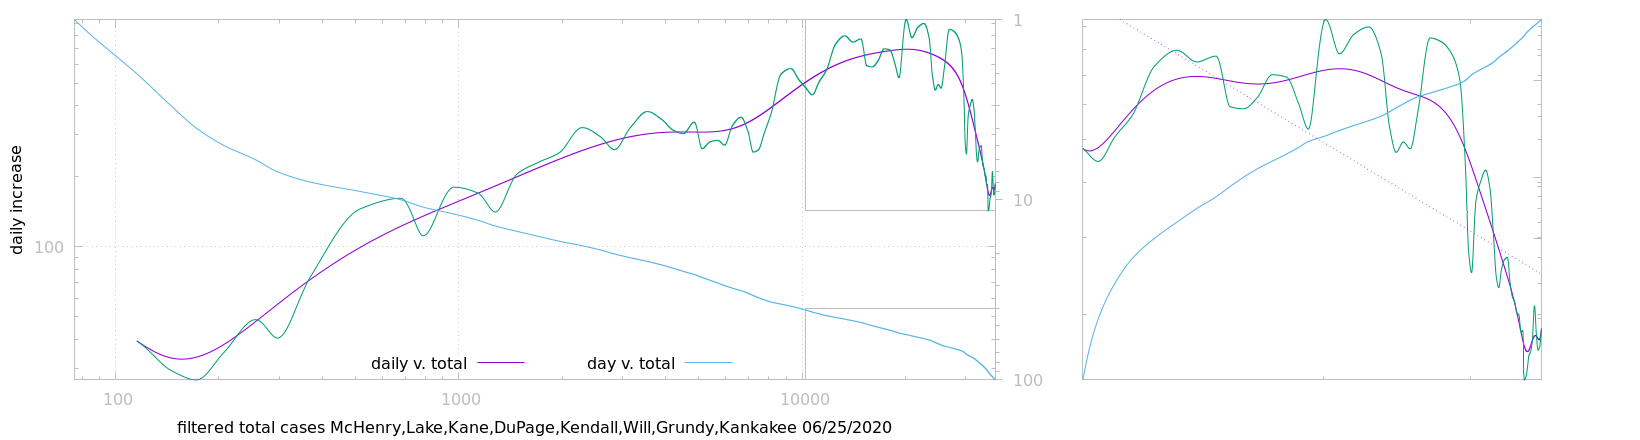 1
10
100
daily increase
100
daily v. total
day v. total
100
1000
10000
filtered total cases McHenry,Lake,Kane,DuPage,Kendall,Will,Grundy,Kankakee 06/25/2020